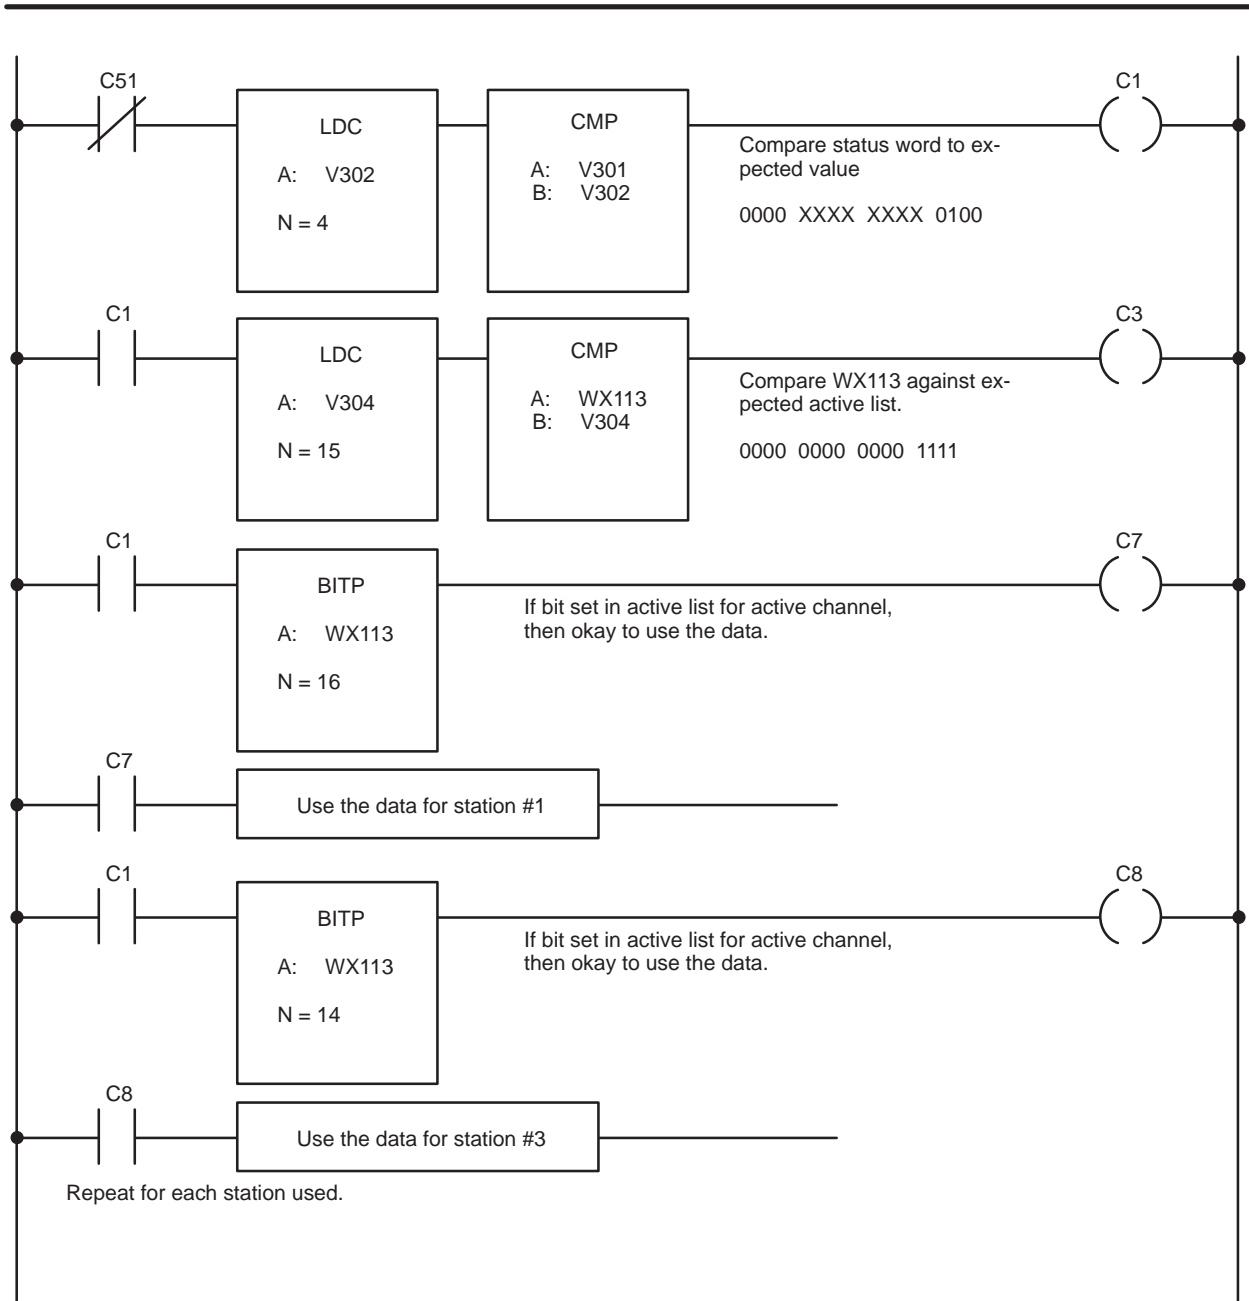 C51
C1
LDC
CMP
A: V302
N = 4
A: V301
B: V302
Compare status word to ex-
pected value
0000 XXXX XXXX 0100
C1
C3
LDC
CMP
A: V304
N = 15
A: WX113
B: V304
Compare WX113 against ex-
pected active list.
0000 0000 0000 1111
C1
C7
BITP
A: WX113
N = 16
If bit set in active list for active channel,
then okay to use the data.
C7
Use the data for station #1
C1
C8
BITP
A: WX113
N = 14
If bit set in active list for active channel,
then okay to use the data.
C8
Use the data for station #3
Repeat for each station used.